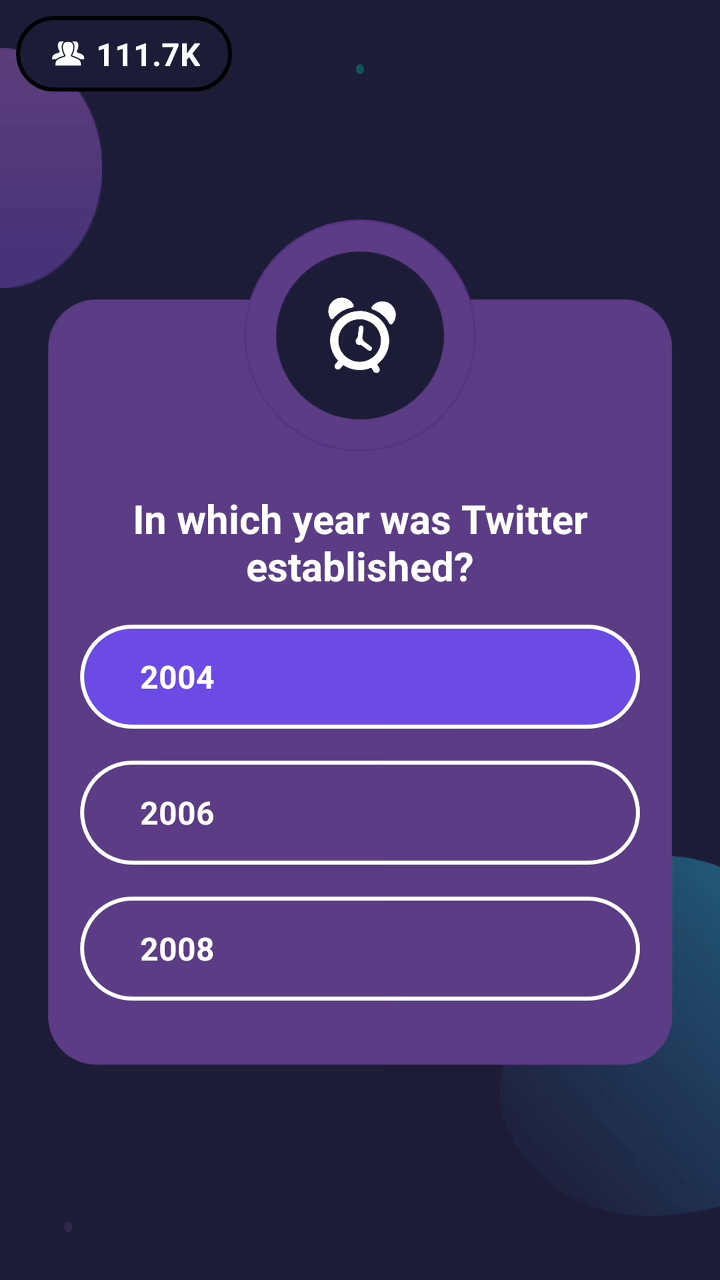 111.7K
In which year was Twitter
established?
2004
2006
2008